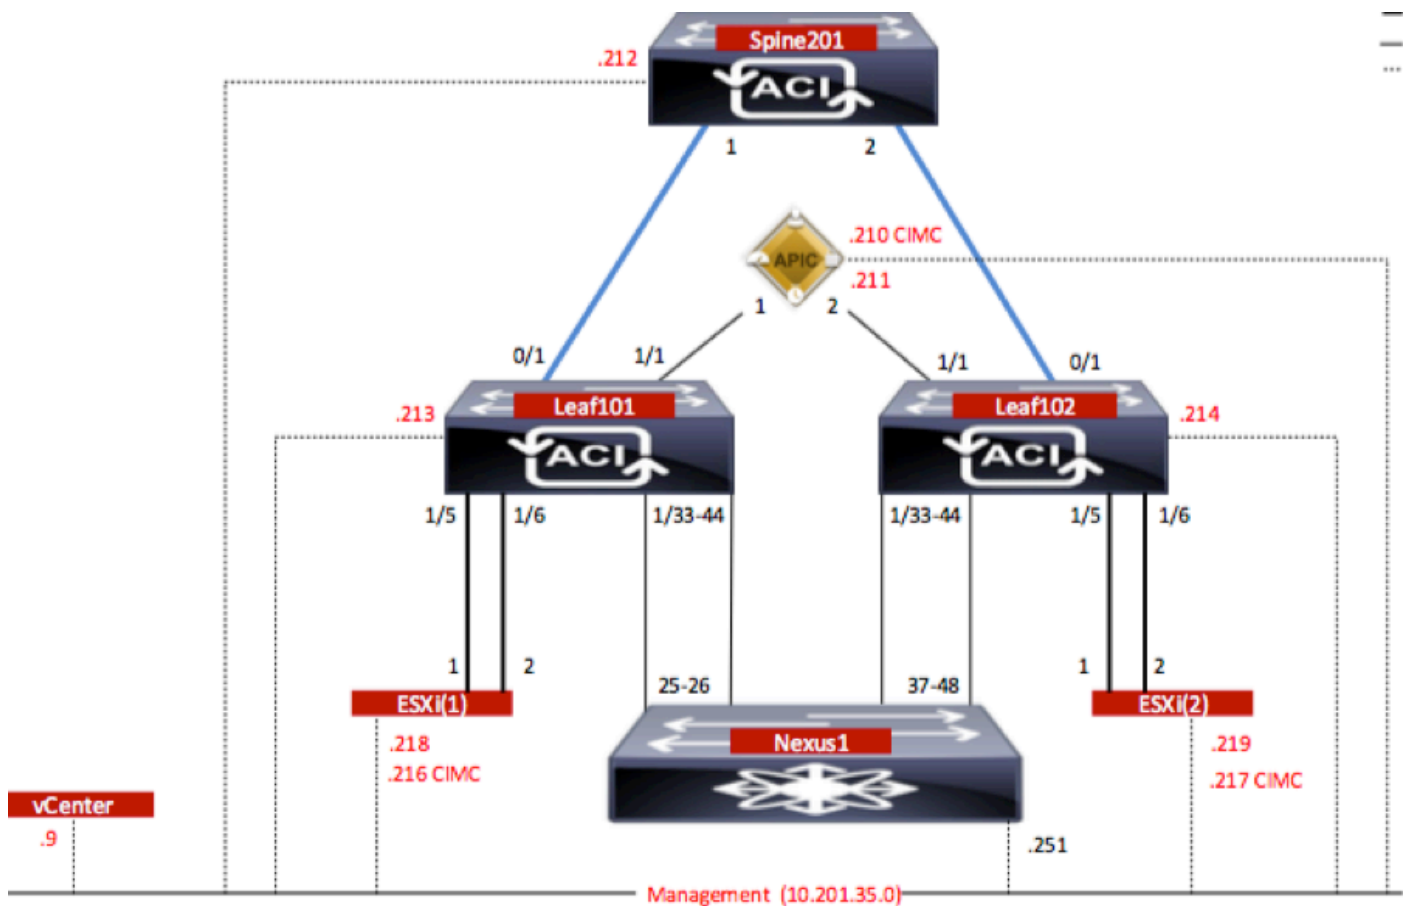 Spine201
.212
ACI
1 2
.210 CIMC
APIC
.211
1 2
0/1 1/1 1/1 0/1
Leaf101 Leaf102
.213 .214
ACI ACI
1/5 1/6 1/33-44 1/33-44 1/5 1/6
1 2 1 2
25-26 37-48
ESXi(1) ESXi(2)
.218 Nexus1 .219
.216 CIMC .217 CIMC
vCenter
.9
.251
Management (10.201.35.0)